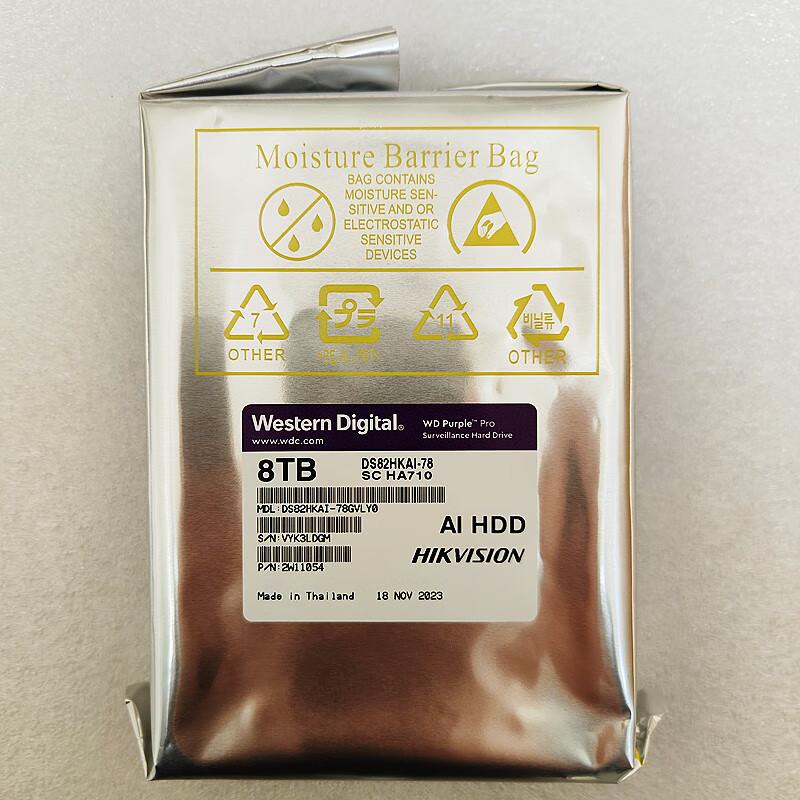 Moisture Barrier Bag
BAG CONTAINS
MOISTURE SEN-
SITIVE AND OR
ELECTROSTATIC
SENSITIVE
DEVICES
7
プラ
11
비닐류
OTHER
OTHER
Western Digital®
www.wdc.com
WD Purple™ Pro
Surveillance Hard Drive
8TB
DS82HKAI-78
SC HA710
MDL:DS82HKAI-78GVLY0
S/N:VYK3LDGM
P/N:2W11054
AI HDD
HIKVISION
Made in Thailand 18 NOV 2023